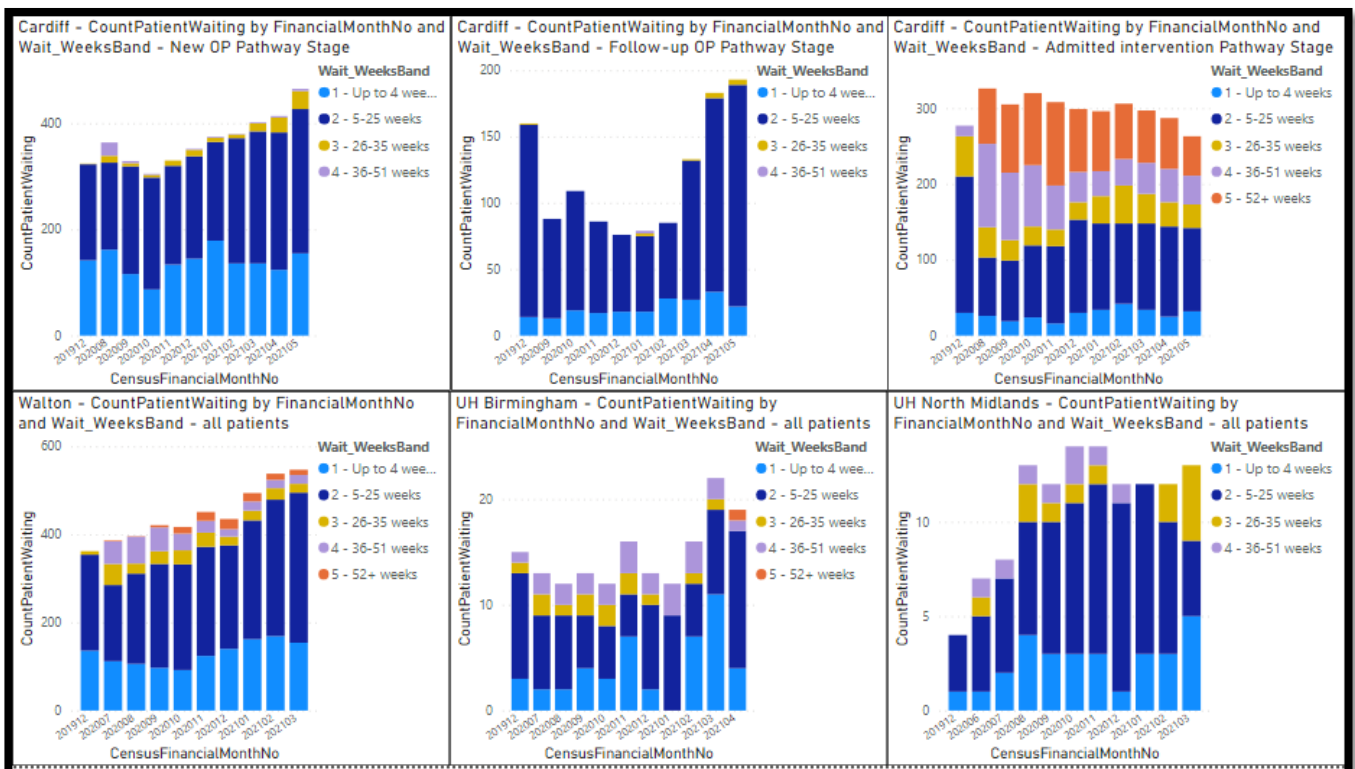 Cardiff - CountPatientWaiting by FinancialMonthNo and
Wait_WeeksBand - New OP Pathway Stage
Wait_WeeksBand
1 - Up to 4 wee...
2 - 5-25 weeks
3 - 26-35 weeks
4 - 36-51 weeks
CountPatientWaiting
400
200
0
201912 202008 202009 202010 202011 202012 202101 202102 202103 202104 202105
CensusFinancialMonthNo
Cardiff - CountPatientWaiting by FinancialMonthNo and
Wait_WeeksBand - Follow-up OP Pathway Stage
Wait_WeeksBand
1 - Up to 4 wee...
2 - 5-25 weeks
3 - 26-35 weeks
4 - 36-51 weeks
CountPatientWaiting
200
150
100
50
0
201912 202009 202010 202011 202012 202101 202102 202103 202104 202105
CensusFinancialMonthNo
Cardiff - CountPatientWaiting by FinancialMonthNo and
Wait_WeeksBand - Admitted intervention Pathway Stage
Wait_WeeksBand
1 - Up to 4 weeks
2 - 5-25 weeks
3 - 26-35 weeks
4 - 36-51 weeks
5 - 52+ weeks
CountPatientWaiting
300
200
100
0
201912 202008 202009 202010 202011 202012 202101 202102 202103 202104 202105
CensusFinancialMonthNo
Walton - CountPatientWaiting by FinancialMonthNo
and Wait_WeeksBand - all patients
Wait_WeeksBand
1 - Up to 4 wee...
2 - 5-25 weeks
3 - 26-35 weeks
4 - 36-51 weeks
5 - 52+ weeks
CountPatientWaiting
600
400
200
0
201912 202007 202008 202009 202010 202011 202012 202101 202102 202103
CensusFinancialMonthNo
UH Birmingham - CountPatientWaiting by
FinancialMonthNo and Wait_WeeksBand - all patients
Wait_WeeksBand
1 - Up to 4 wee...
2 - 5-25 weeks
3 - 26-35 weeks
4 - 36-51 weeks
5 - 52+ weeks
CountPatientWaiting
20
10
0
201912 202007 202008 202009 202010 202011 202012 202101 202102 202103 202104
CensusFinancialMonthNo
UH North Midlands - CountPatientWaiting by
FinancialMonthNo and Wait_WeeksBand - all patients
Wait_WeeksBand
1 - Up to 4 weeks
2 - 5-25 weeks
3 - 26-35 weeks
4 - 36-51 weeks
CountPatientWaiting
10
5
0
201912 202006 202007 202008 202009 202010 202011 202012 202101 202102 202103
CensusFinancialMonthNo